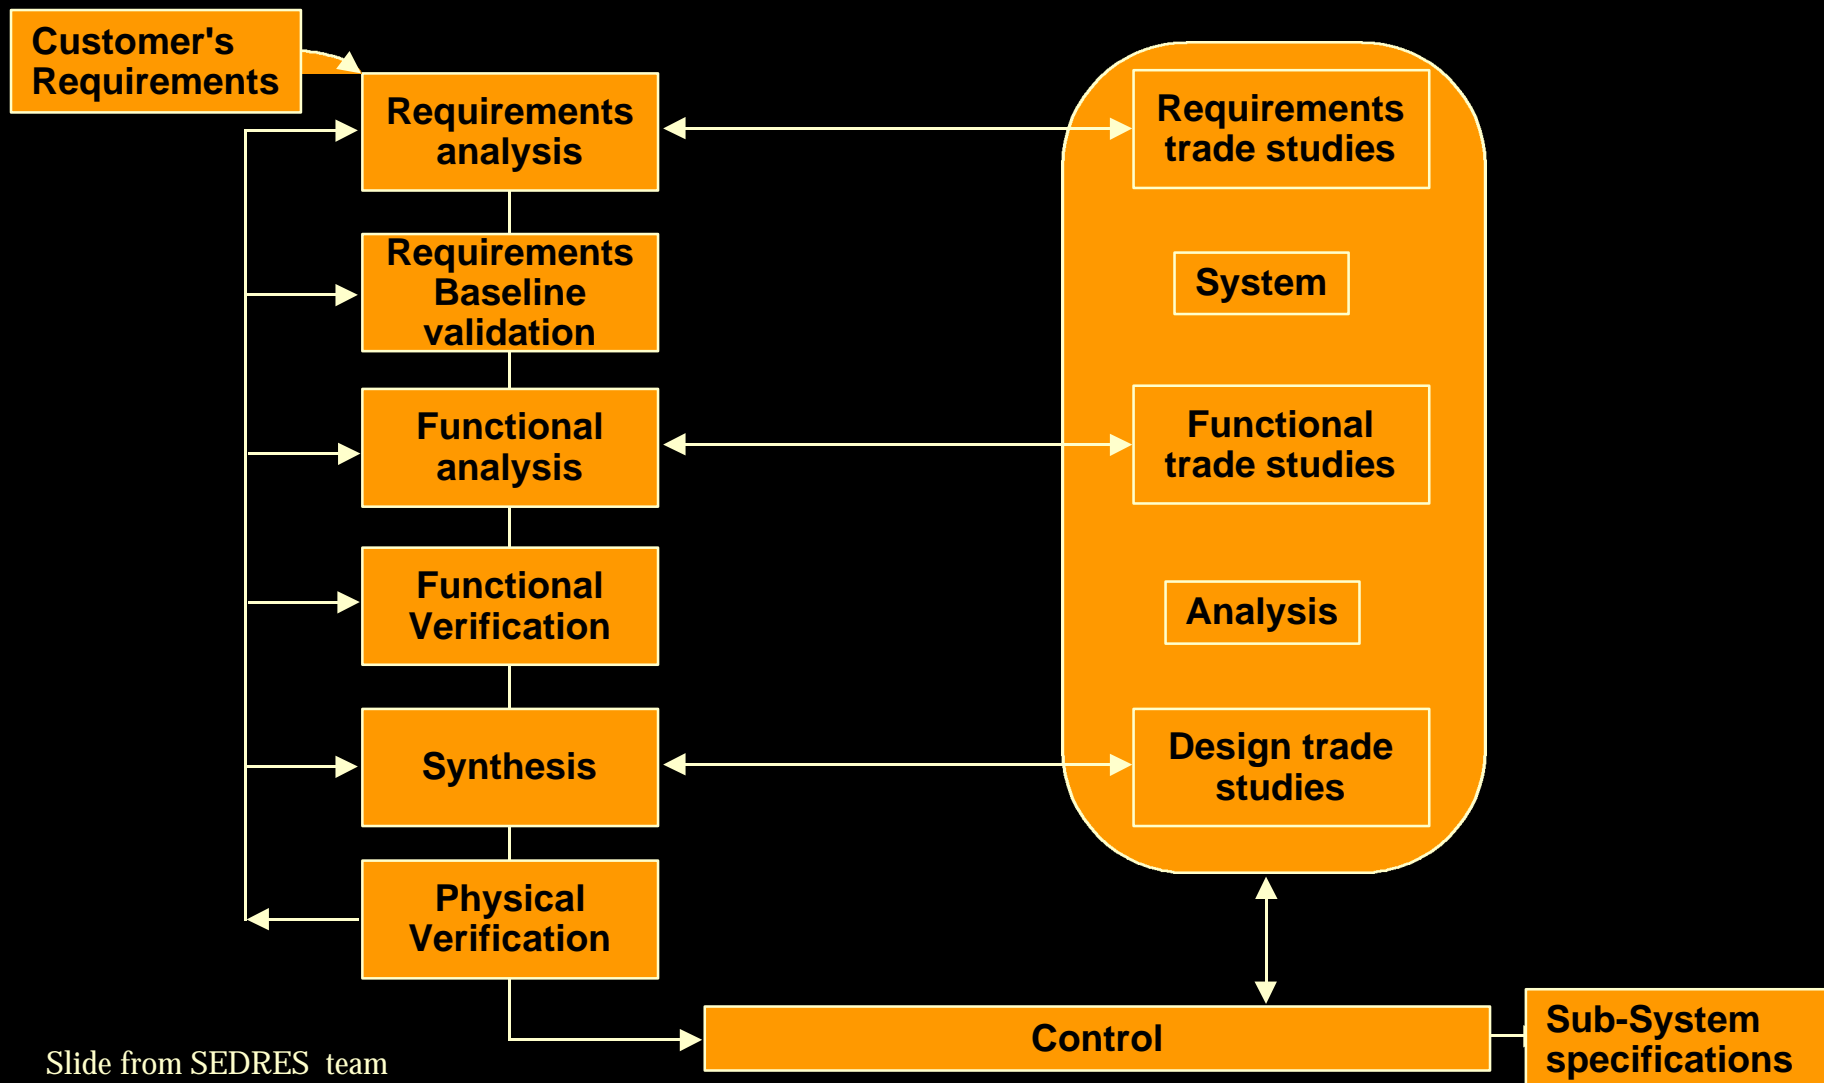 Customer's
Requirements
Requirements
analysis
Requirements
trade studies
Requirements
Baseline
validation
System
Functional
analysis
Functional
trade studies
Functional
Verification
Analysis
Synthesis
Design trade
studies
Physical
Verification
Control
Sub-System
specifications
Slide from SEDRES team